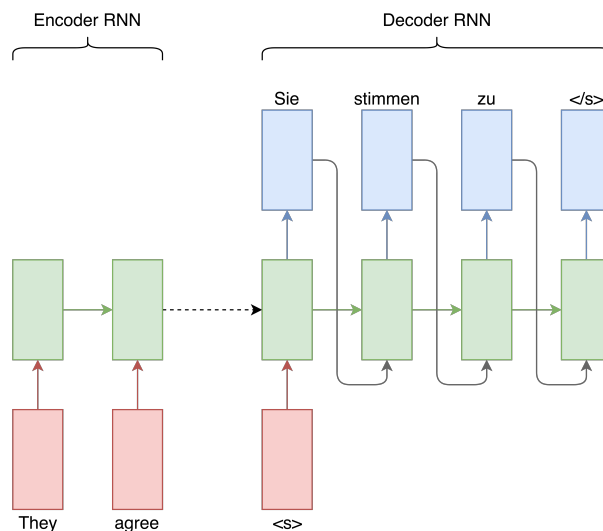 Encoder RNN
Decoder RNN
Sie
stimmen
zu
</s>
They
agree
<s>